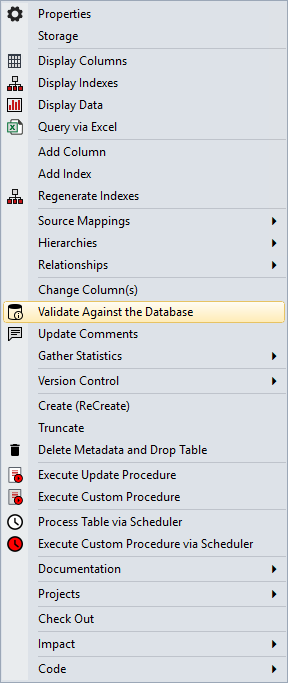 Properties
Storage
Display Columns
Display Indexes
Display Data
Query via Excel
Add Column
Add Index
Regenerate Indexes
Source Mappings
Hierarchies
Relationships
Change Column(s)
Validate Against the Database
Update Comments
Gather Statistics
Version Control
Create (ReCreate)
Truncate
Delete Metadata and Drop Table
Execute Update Procedure
Execute Custom Procedure
Process Table via Scheduler
Execute Custom Procedure via Scheduler
Documentation
Projects
Check Out
Impact
Code